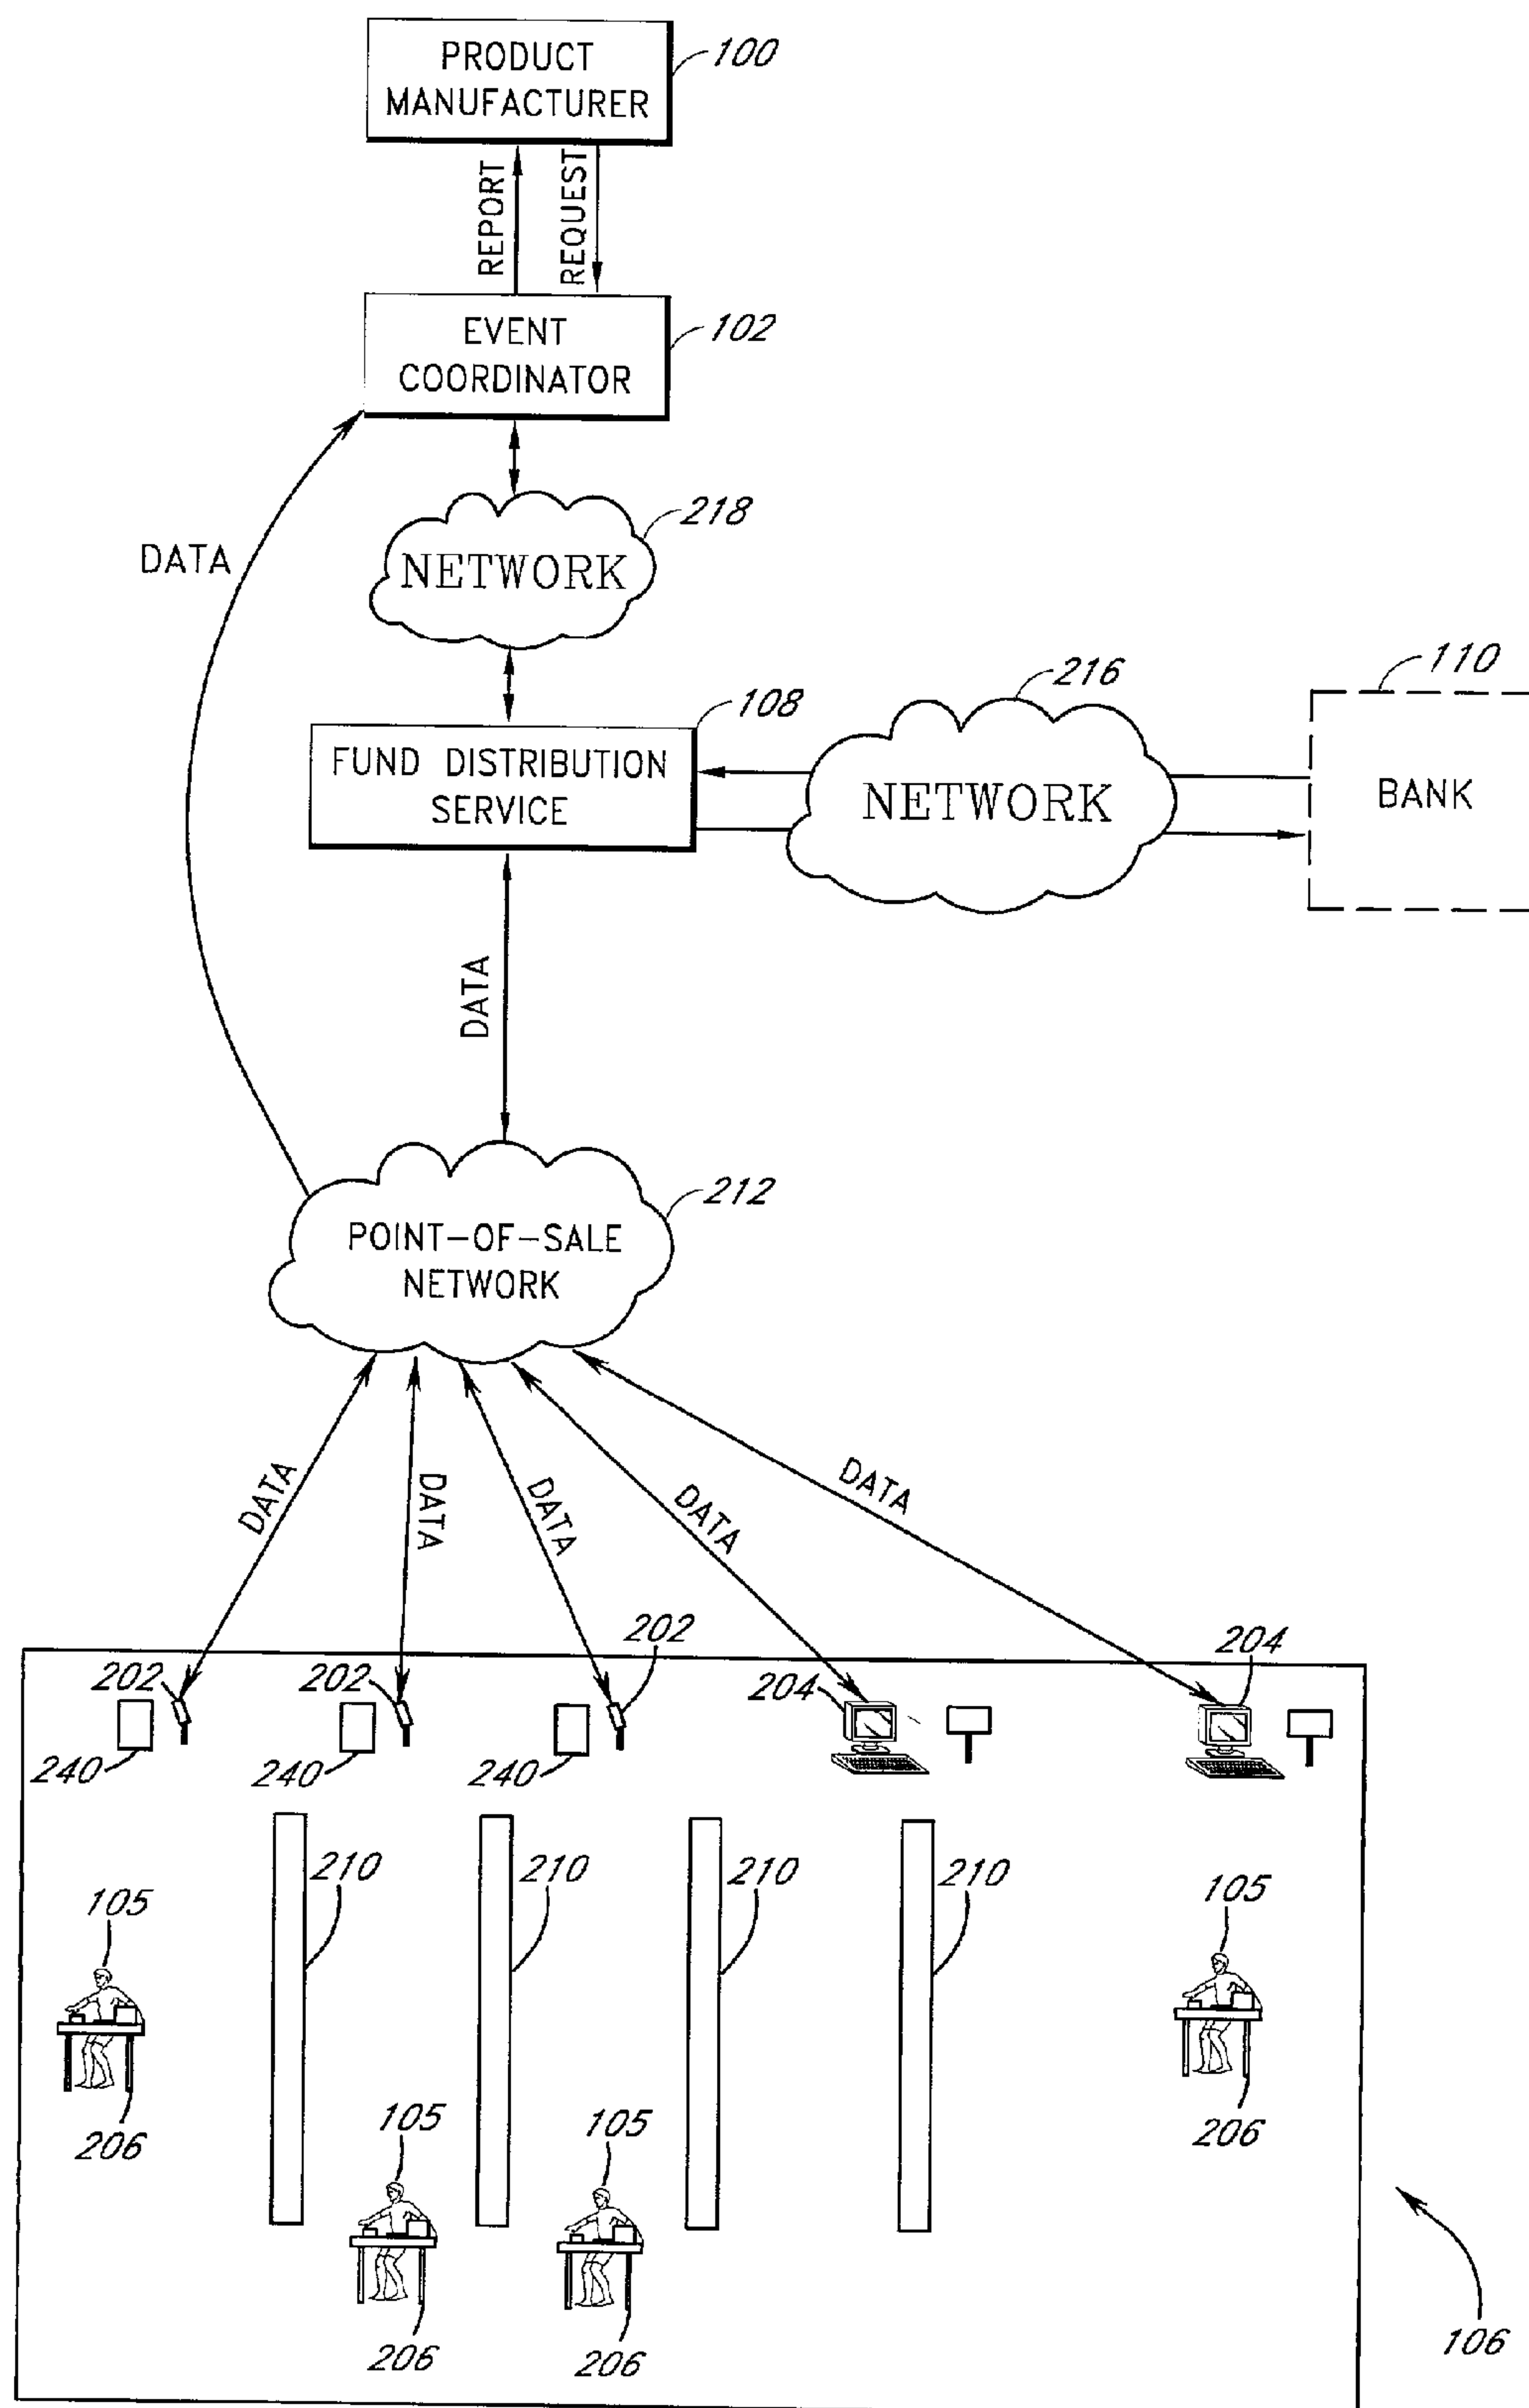 PRODUCT
MANUFACTURER
100
REPORT
REQUEST
EVENT
COORDINATOR
102
DATA
NETWORK
218
FUND DISTRIBUTION
SERVICE
108
NETWORK
216
BANK
110
DATA
POINT-OF-SALE
NETWORK
212
DATA
DATA
DATA
DATA
DATA
202
202
202
204
204
240
240
240
210
210
210
210
105
105
206
206
105
105
206
206
106